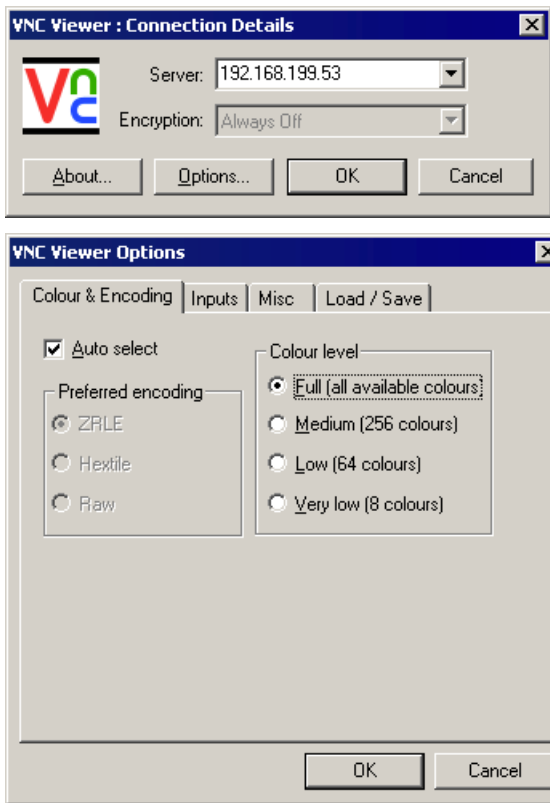 VNC Viewer : Connection Details
Server: 192.168.199.53
Encryption: Always Off
About... Options... OK Cancel
VNC Viewer Options
Colour & Encoding Inputs Misc Load / Save
Auto select
Colour level
Preferred encoding
Full (all available colours)
ZRLE
Medium (256 colours)
Hextile
Low (64 colours)
Raw
Very low (8 colours)
OK Cancel